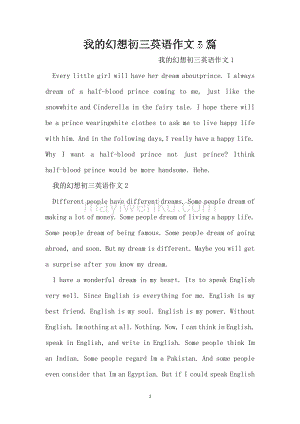 我的幻想初三英语作文5篇
我的幻想初三英语作文1
Every little girl will have her dream aboutprince. I always
dream of a half-blood prince coming to me, just like the
snowwhite and Cinderella in the fairy tale. I hope there will
be a prince wearingwhite clothes to wake me to live happy
life with him. And in the following days, I really have a happy life.
Why I want a half-blood prince not just prince? Ithink
half-blood prince would be more handsome. Hehe.
我的幻想初三英语作文2
Different people have different dreams. Some people dream of
making a lot of money. Some people dream of living a happy life.
Some people dream of being famous. Some people dream of going
abroad, and soon. But my dream is different. Maybe you will get
a surprise after you know my dream.
I have a wonderful dream in my heart. Its to speak English
very well. Since English is everything for me. English is my
best friend. English is my soul. English is my power. Without
English, Im nothing at all. Nothing. Now, I can think in English,
speak in English, and write in English. Some people think Im
an Indian. Some people regard Im a Pakistan. And some people
even consider that Im an Egyptian. But if I could speak English
1